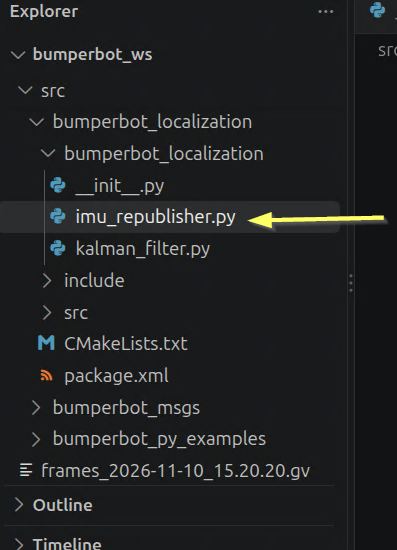 Explorer
bumperbot_ws
src
bumperbot_localization
bumperbot_localization
__init__.py
imu_republisher.py
kalman_filter.py
include
src
CMakeLists.txt
package.xml
bumperbot_msgs
bumperbot_py_examples
frames_2026-11-10_15.20.20.gv
Outline
Timeline
src